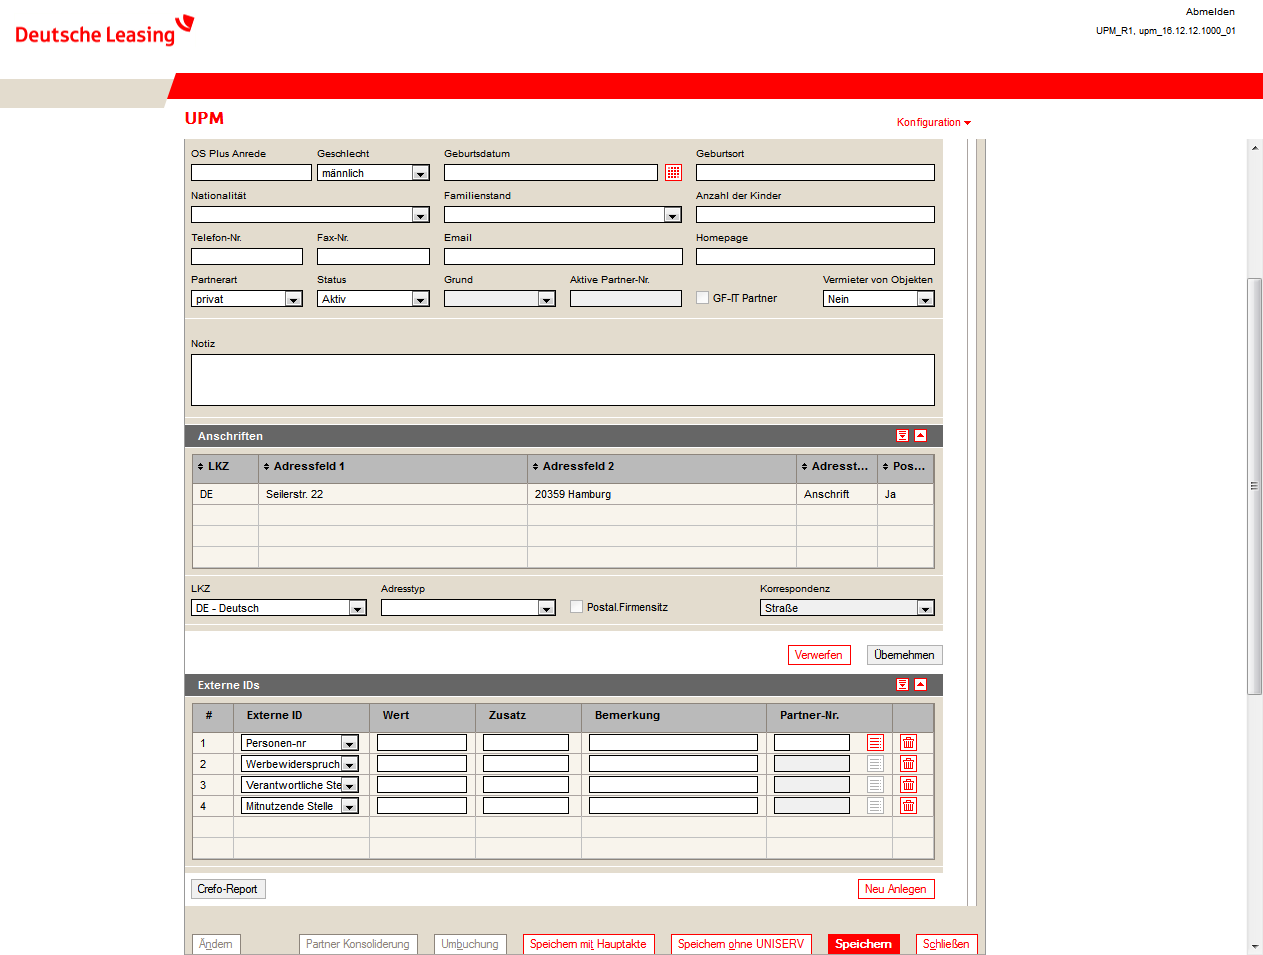 Deutsche Leasing
Abmelden
UPM_R1, upm_16.12.12.1000_01
UPM
Konfiguration
OS Plus Anrede Geschlecht Geburtsdatum Geburtsort
männlich
Nationalität Familienstand Anzahl der Kinder
Telefon-Nr. Fax-Nr. Email Homepage
Partnerart Status Grund Aktive Partner-Nr. Vermieter von Objekten
privat Aktiv GF-IT Partner Nein
Notiz
Anschriften
LKZ Adressfeld 1 Adressfeld 2 Adresst... Pos...
DE Seilerstr. 22 20359 Hamburg Anschrift Ja
LKZ Adresstyp Korrespondenz
DE - Deutsch Postal.Firmensitz Straße
Verwerfen Übernehmen
Externe IDs
# Externe ID Wert Zusatz Bemerkung Partner-Nr.
1 Personen-nr
2 Werbewiderspruch
3 Verantwortliche Ste
4 Mitnutzende Stelle
Crefo-Report Neu Anlegen
Ändern Partner Konsoliderung Umbuchung Speichern mit Hauptakte Speichern ohne UNISERV Speichern Schließen